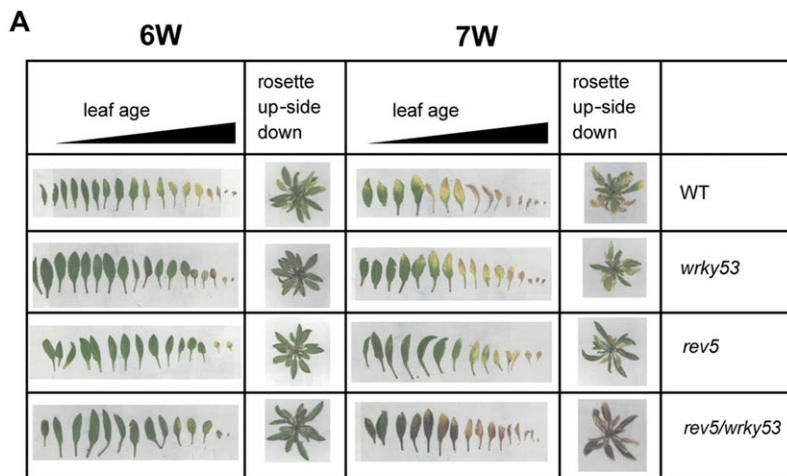 A
6W
7W
leaf age
rosette
up-side
down
leaf age
rosette
up-side
down
WT
wrky53
rev5
rev5/wrky53